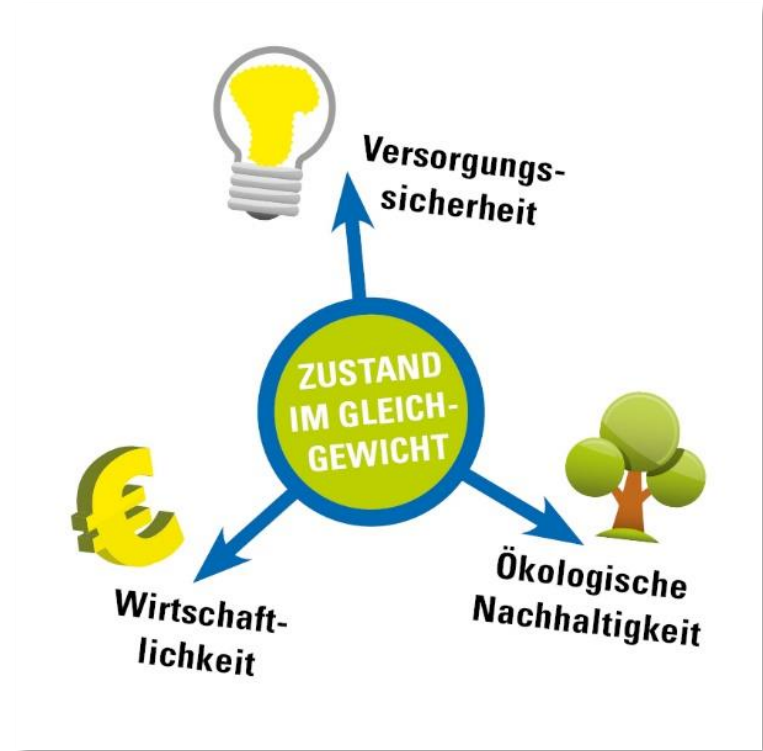 Versorgungs-
sicherheit
ZUSTAND
IM GLEICH-
GEWICHT
Wirtschaft-
lichkeit
Ökologische
Nachhaltigkeit